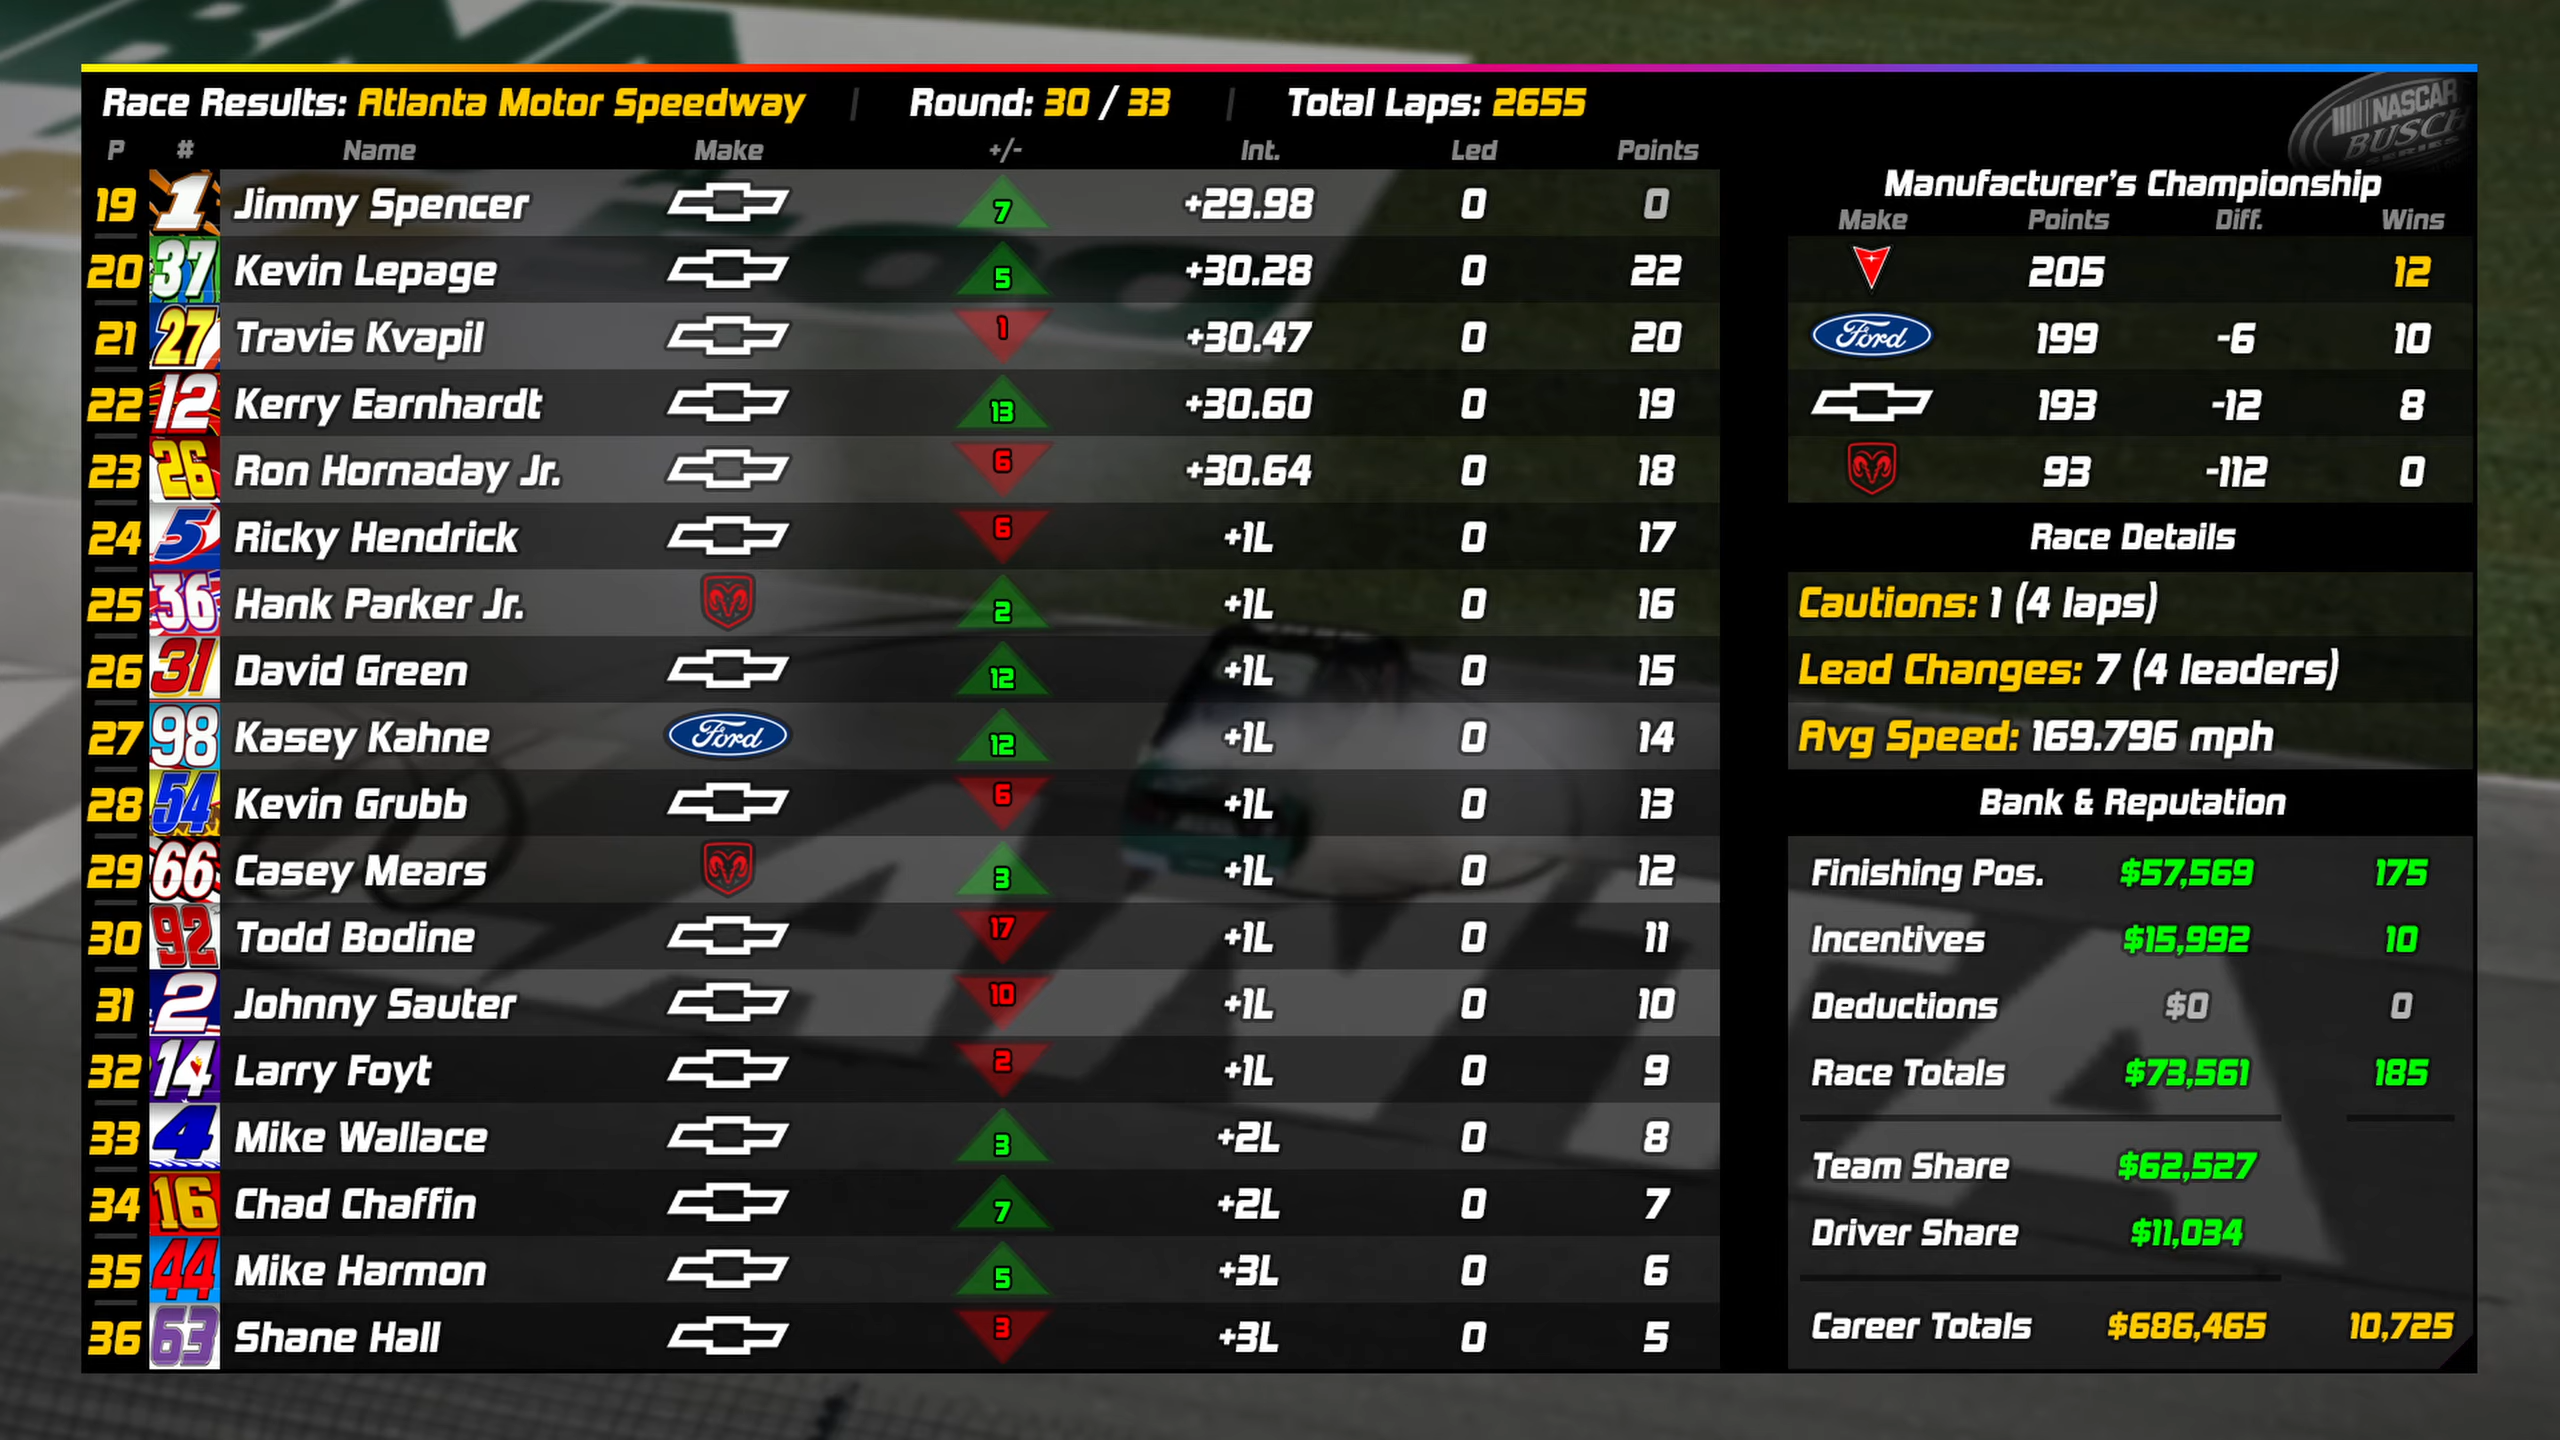 Race Results: Atlanta Motor Speedway | Round: 30 / 33 | Total Laps: 2655
NASCAR
BUSCH
SERIES
P # Name Make +/- Int. Led Points
19 1 Jimmy Spencer 7 +29.98 0 0
20 37 Kevin Lepage 5 +30.28 0 22
21 27 Travis Kvapil 1 +30.47 0 20
22 12 Kerry Earnhardt 13 +30.60 0 19
23 26 Ron Hornaday Jr. 6 +30.64 0 18
24 5 Ricky Hendrick 6 +1L 0 17
25 36 Hank Parker Jr. 2 +1L 0 16
26 31 David Green 12 +1L 0 15
27 98 Kasey Kahne Ford 12 +1L 0 14
28 54 Kevin Grubb 6 +1L 0 13
29 66 Casey Mears 3 +1L 0 12
30 92 Todd Bodine 17 +1L 0 11
31 2 Johnny Sauter 10 +1L 0 10
32 14 Larry Foyt 2 +1L 0 9
33 4 Mike Wallace 3 +2L 0 8
34 16 Chad Chaffin 7 +2L 0 7
35 44 Mike Harmon 5 +3L 0 6
36 63 Shane Hall 3 +3L 0 5
Manufacturer's Championship
Make Points Diff. Wins
205 12
Ford 199 -6 10
193 -12 8
93 -112 0
Race Details
Cautions: 1 (4 laps)
Lead Changes: 7 (4 leaders)
Avg Speed: 169.796 mph
Bank & Reputation
Finishing Pos. $57,569 175
Incentives $15,992 10
Deductions $0 0
Race Totals $73,561 185
Team Share $62,527
Driver Share $11,034
Career Totals $686,465 10,725